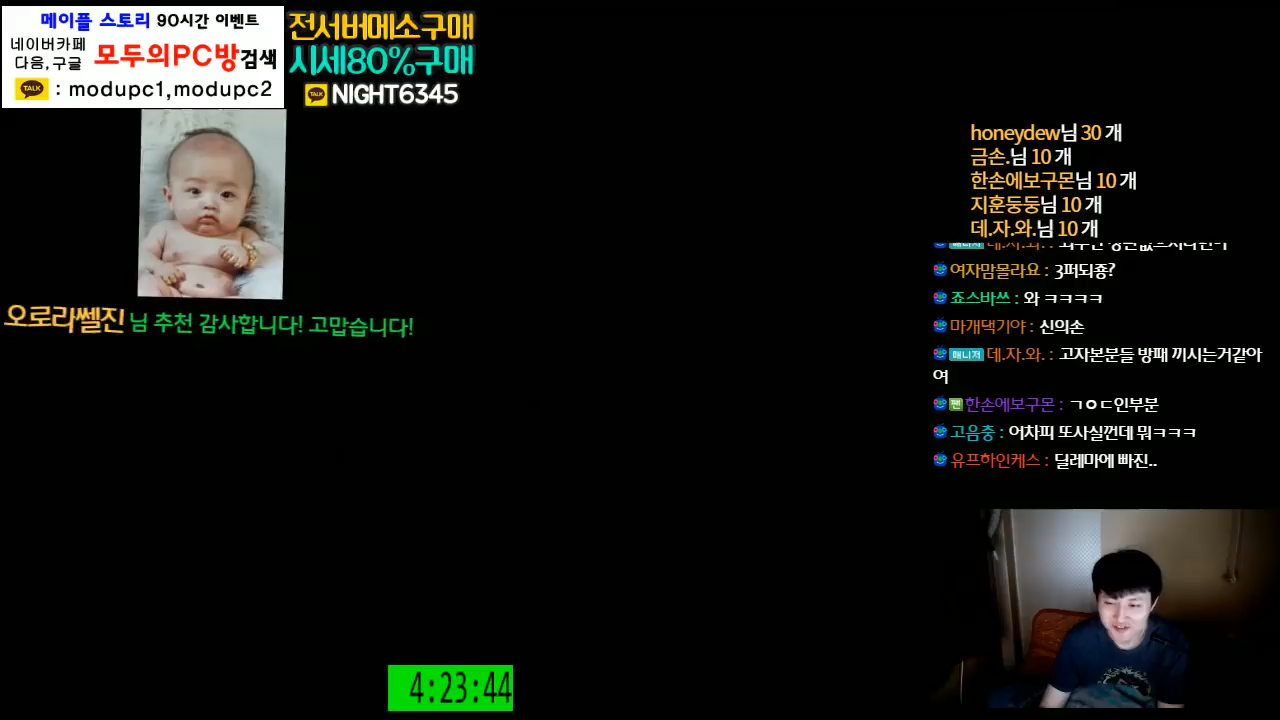 메이플 스토리 90시간 이벤트
네이버카페
다음,구글 모두의PC방검색
TALK : modupc1,modupc2
전서버메소구매
시세80%구매
TALK NIGHT6345
honeydew님 30 개
금손.님 10 개
한손에보구몬님 10 개
지훈둥둥님 10 개
데.자.와.님 10 개
여자맘몰라요 : 3퍼되죵?
죠스바쓰 : 와 ㅋㅋㅋㅋ
마개댁기야 : 신의손
매니저 데.자.와. : 고자본분들 방패 끼시는거같아
여
팬 한손에보구몬 : ㄱㅇㄷ인부분
고음충 : 어차피 또사실껀데 뭐ㅋㅋㅋ
유프하인케스 : 딜레마에 빠진..
오로라쎌진 님 추천 감사합니다! 고맙습니다!
4:23:44